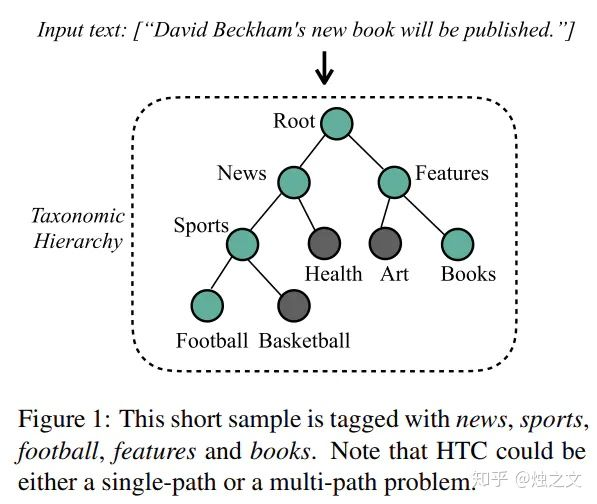 Input text: [“David Beckham's new book will be published.”]
Root
News
Features
Taxonomic
Hierarchy
Sports
Health
Art
Books
Football
Basketball
Figure 1: This short sample is tagged with news, sports,
football, features and books. Note that HTC could be
either a single-path or a multi-path problem.
知乎 @烛之文